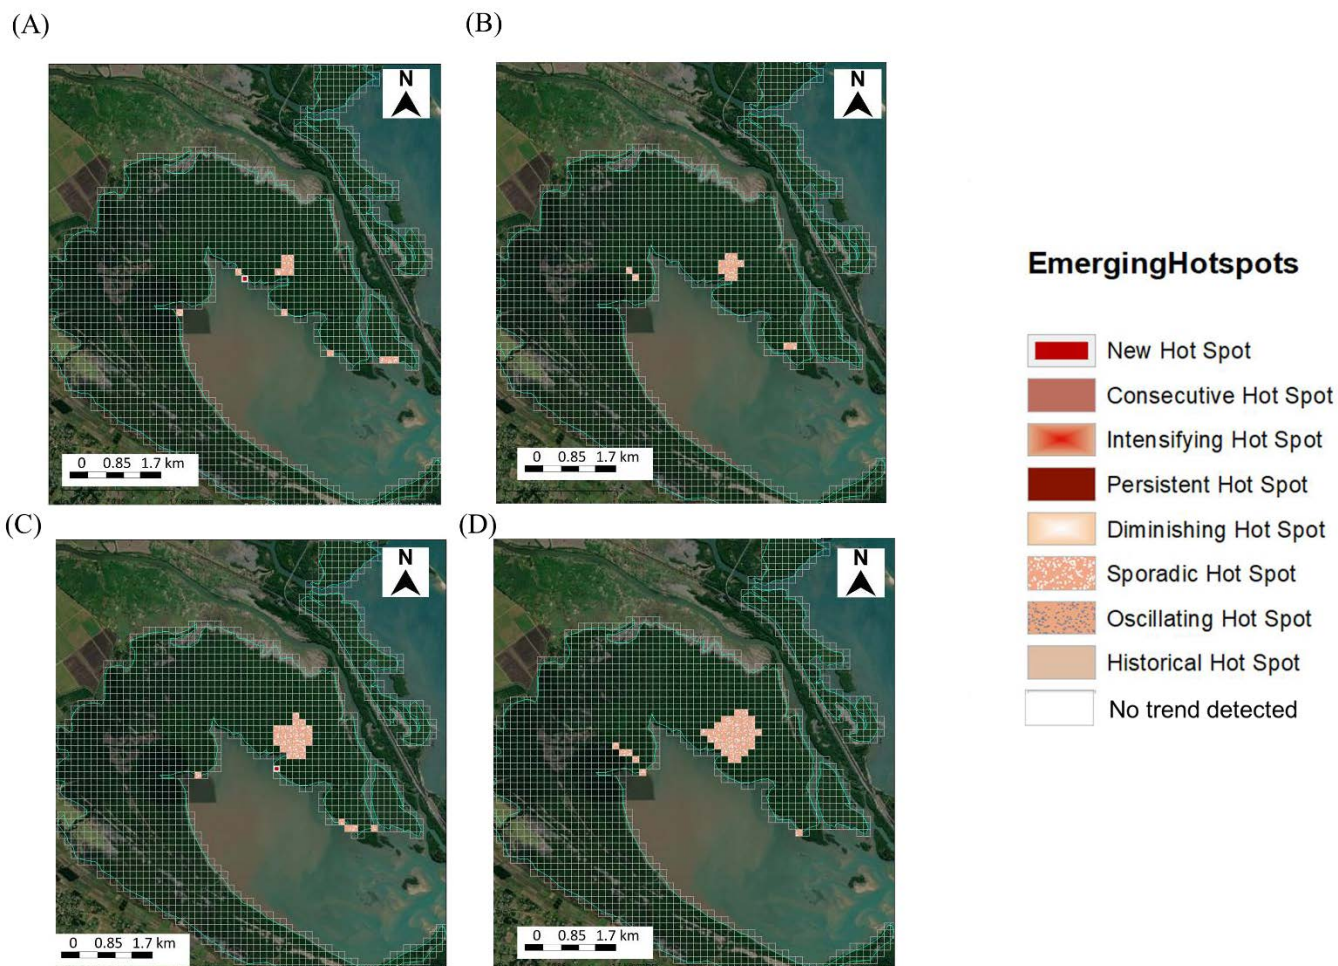 (A)
(B)
N
N
0 0.85 1.7 km
0 0.85 1.7 km
EmergingHotspots
New Hot Spot
Consecutive Hot Spot
Intensifying Hot Spot
Persistent Hot Spot
Diminishing Hot Spot
Sporadic Hot Spot
Oscillating Hot Spot
Historical Hot Spot
No trend detected
(C)
(D)
N
N
0 0.85 1.7 km
0 0.85 1.7 km